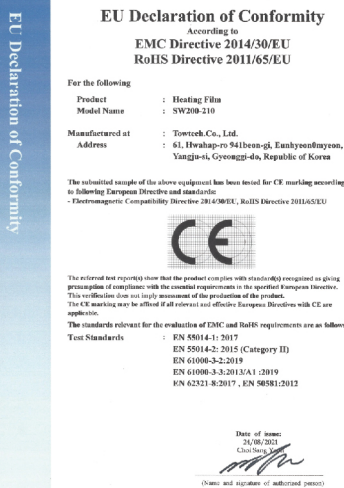 EU Declaration of Conformity
EU Declaration of Conformity
According to
EMC Directive 2014/30/EU
RoHS Directive 2011/65/EU
For the following
Product : Heating Film
Model Name : SW200-210
Manufactured at : Towtech.Co., Ltd.
Address : 61, Hwahap-ro 941beon-gi, Eunhyeon0myeon,
Yangju-si, Gyeonggi-do, Republic of Korea
The submitted sample of the above equipment has been tested for CE marking according
to following European Directive and standards:
- Electromagnetic Compatibility Directive 2014/30/EU, RoHS Directive 2011/65/EU
CE
The referred test report(s) show that the product complies with standard(s) recognized as giving
presumption of compliance with the essential requirements in the specified European Directive.
This verification does not imply assessment of the production of the product.
The CE marking may be affixed if all relevant and effective European Directives with CE are
applicable.
The standards relevant for the evaluation of EMC and RoHS requirements are as follow
Test Standards : EN 55014-1: 2017
EN 55014-2: 2015 (Category II)
EN 61000-3-2:2019
EN 61000-3-3:2013/A1 :2019
EN 62321-8:2017 , EN 50581:2012
Date of issue:
24/08/2021
Choi Sang
(Name and signature of authorized person)